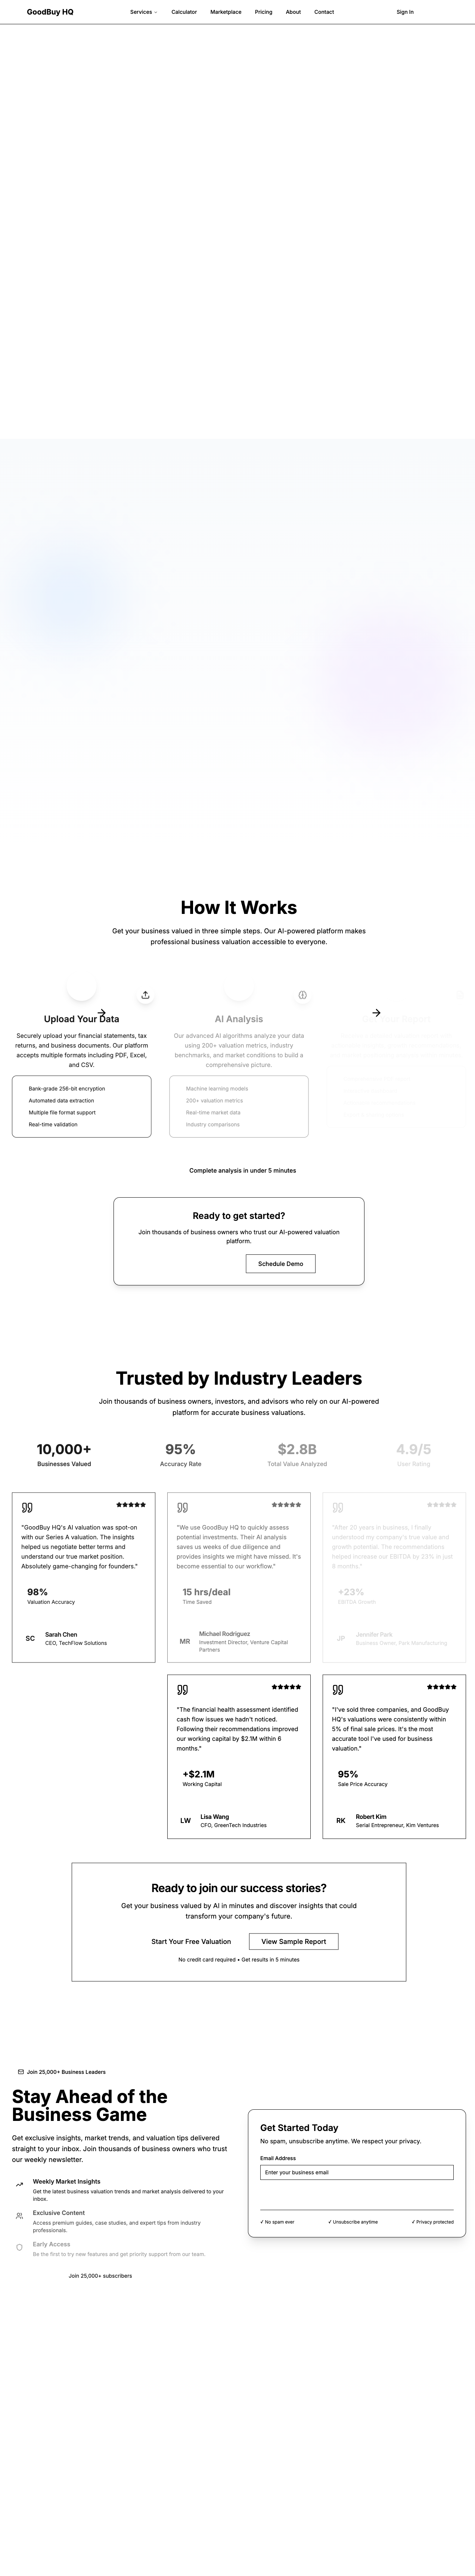 GoodBuy HQ
Services
Calculator
Marketplace
Pricing
About
Contact
Sign In
How It Works
Get your business valued in three simple steps. Our AI-powered platform makes
professional business valuation accessible to everyone.
Upload Your Data
Securely upload your financial statements, tax
returns, and business documents. Our platform
accepts multiple formats including PDF, Excel,
and CSV.
Bank-grade 256-bit encryption
Automated data extraction
Multiple file format support
Real-time validation
AI Analysis
Our advanced AI algorithms analyze your data
using 200+ valuation metrics, industry
benchmarks, and market conditions to build a
comprehensive picture.
Machine learning models
200+ valuation metrics
Real-time market data
Industry comparisons
Complete analysis in under 5 minutes
Ready to get started?
Join thousands of business owners who trust our AI-powered valuation
platform.
Schedule Demo
Trusted by Industry Leaders
Join thousands of business owners, investors, and advisors who rely on our AI-powered
platform for accurate business valuations.
10,000+
Businesses Valued
95%
Accuracy Rate
$2.8B
Total Value Analyzed
4.9/5
User Rating
"GoodBuy HQ's AI valuation was spot-on
with our Series A valuation. The insights
helped us negotiate better terms and
understand our true market position.
Absolutely game-changing for founders."
98%
Valuation Accuracy
SC
Sarah Chen
CEO, TechFlow Solutions
"We use GoodBuy HQ to quickly assess
potential investments. Their AI analysis
saves us weeks of due diligence and
provides insights we might have missed. It's
become essential to our workflow."
15 hrs/deal
Time Saved
MR
Michael Rodriguez
Investment Director, Venture Capital
Partners
"After 20 years in business, I finally
understood my company's true value and
growth potential. The recommendations
helped increase our EBITDA by 23% in just
6 months."
+23%
EBITDA Growth
JP
Jennifer Park
Business Owner, Park Manufacturing
"The financial health assessment identified
cash flow issues we hadn't noticed.
Following their recommendations improved
our working capital by $2.1M within 6
months."
+$2.1M
Working Capital
LW
Lisa Wang
CFO, GreenTech Industries
"I've sold three companies, and GoodBuy
HQ's valuations were consistently within
5% of final sale prices. It's the most
accurate tool I've used for business
valuation."
95%
Sale Price Accuracy
RK
Robert Kim
Serial Entrepreneur, Kim Ventures
Ready to join our success stories?
Get your business valued by AI in minutes and discover insights that could
transform your company's future.
Start Your Free Valuation
View Sample Report
No credit card required • Get results in 5 minutes
Join 25,000+ Business Leaders
Stay Ahead of the
Business Game
Get exclusive insights, market trends, and valuation tips delivered
straight to your inbox. Join thousands of business owners who trust
our weekly newsletter.
Weekly Market Insights
Get the latest business valuation trends and market analysis delivered to your
inbox.
Exclusive Content
Access premium guides, case studies, and expert tips from industry
professionals.
Early Access
Be the first to try new features and get priority support from our team.
Join 25,000+ subscribers
Get Started Today
No spam, unsubscribe anytime. We respect your privacy.
Email Address
Enter your business email
✓ No spam ever
✓ Unsubscribe anytime
✓ Privacy protected